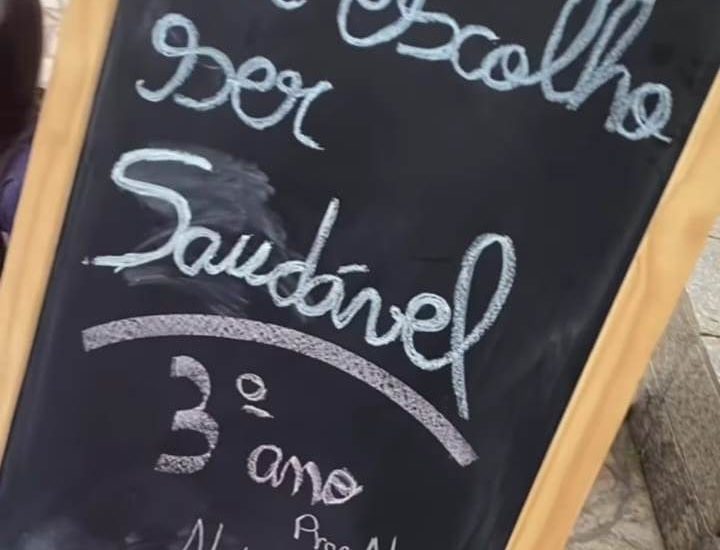 escolho
ser
Saudável
3º ano